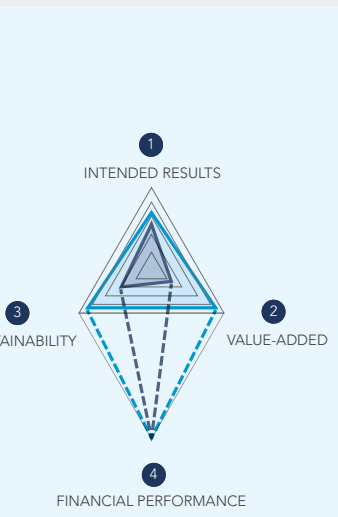 1
INTENDED RESULTS
3
2
AINABILITY
VALUE-ADDED
4
FINANCIAL PERFORMANCE